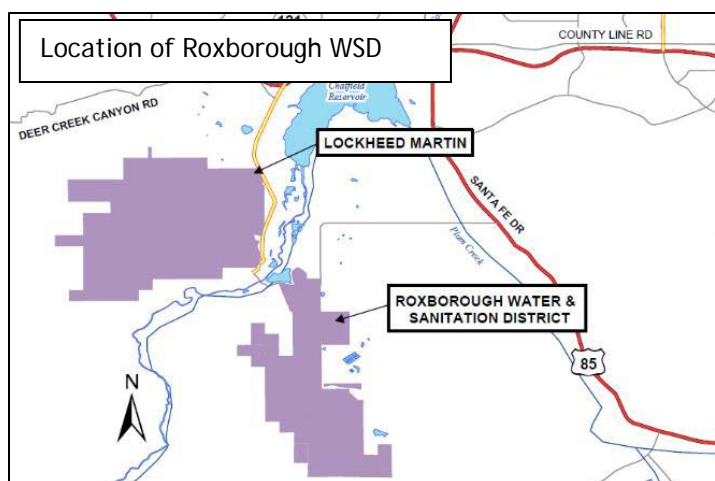 Location of Roxborough WSD
121
COUNTY LINE RD
Chatfield
Reservoir
DEER CREEK CANYON RD
LOCKHEED MARTIN
SANTA FE DR
Plum Creek
ROXBOROUGH WATER &
SANITATION DISTRICT
85
N